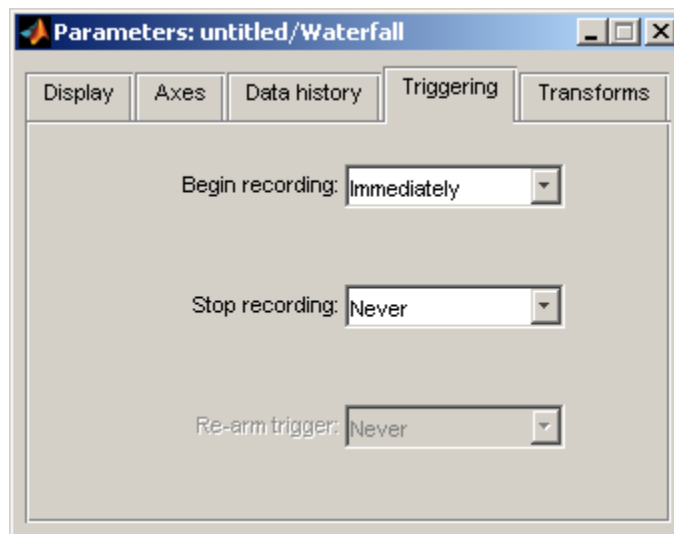 Parameters: untitled/Waterfall
Display Axes Data history Triggering Transforms
Begin recording: Immediately
Stop recording: Never
Re-arm trigger: Never